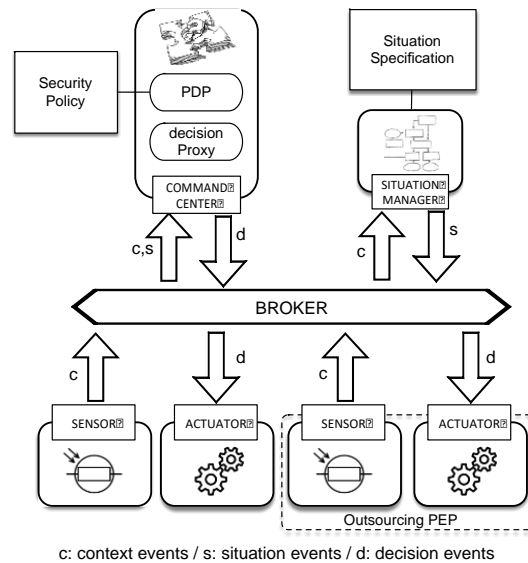 Security
Policy
PDP
decision
Proxy
COMMAND
CENTER
Situation
Specification
SITUATION
MANAGER
c,s
d
c
s
BROKER
c
d
c
d
SENSOR
ACTUATOR
SENSOR
ACTUATOR
Outsourcing PEP
c: context events / s: situation events / d: decision events